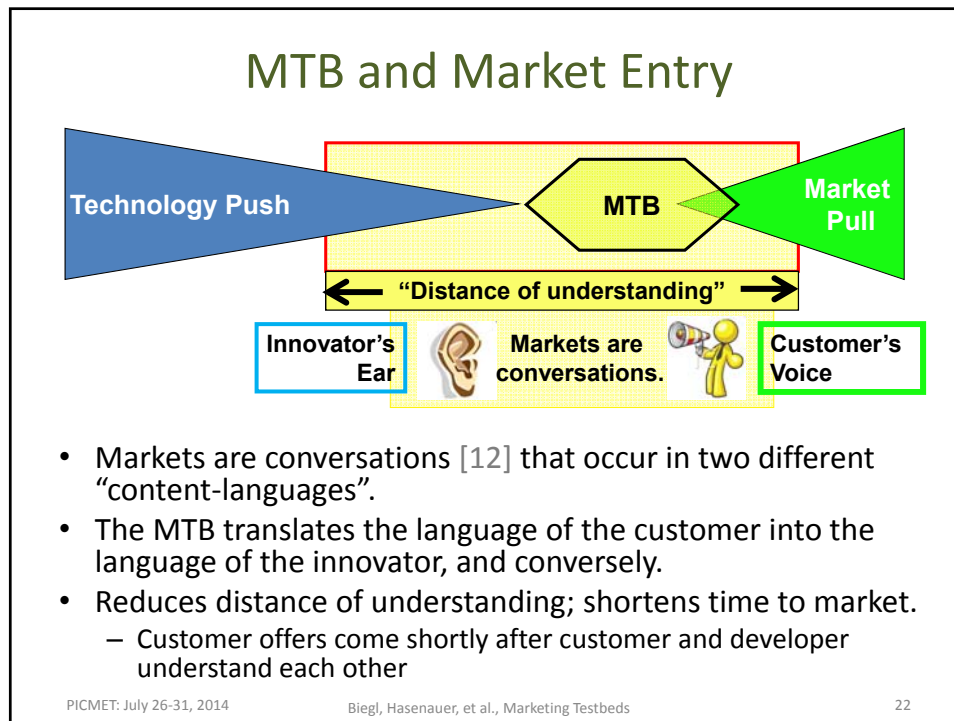 MTB and Market Entry
Technology Push
MTB
Market
Pull
“Distance of understanding”
Innovator’s
Ear
Markets are
conversations.
Customer’s
Voice
• Markets are conversations [12] that occur in two different
“content-languages”.
• The MTB translates the language of the customer into the
language of the innovator, and conversely.
• Reduces distance of understanding; shortens time to market.
– Customer offers come shortly after customer and developer
understand each other
PICMET: July 26-31, 2014
Biegl, Hasenauer, et al., Marketing Testbeds
22